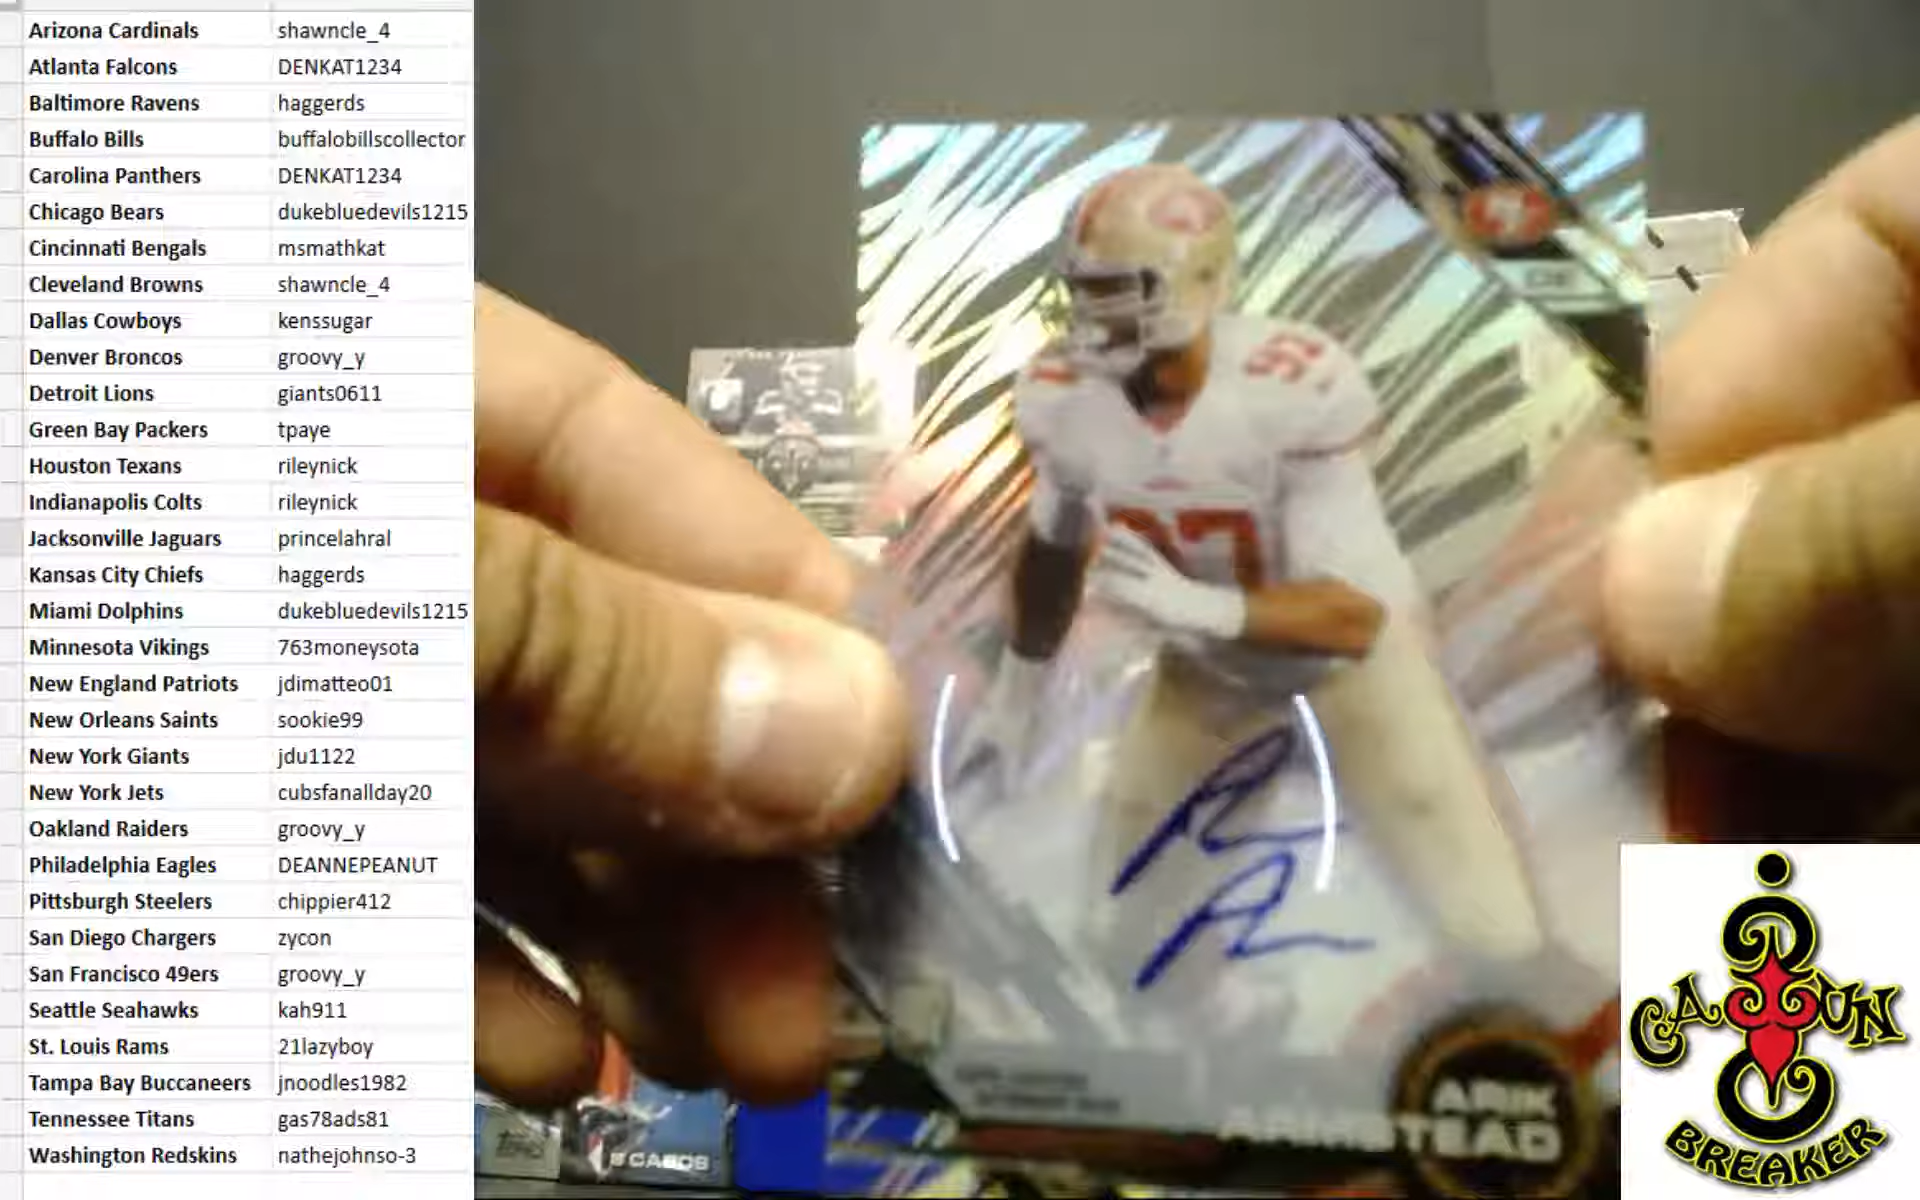 Arizona Cardinals shawncle_4
Atlanta Falcons DENKAT1234
Baltimore Ravens haggerds
Buffalo Bills buffalobillscollector
Carolina Panthers DENKAT1234
Chicago Bears dukebluedevils1215
Cincinnati Bengals msmathkat
Cleveland Browns shawncle_4
Dallas Cowboys kenssugar
Denver Broncos groovy_y
Detroit Lions giants0611
Green Bay Packers tpaye
Houston Texans rileynick
Indianapolis Colts rileynick
Jacksonville Jaguars princelahral
Kansas City Chiefs haggerds
Miami Dolphins dukebluedevils1215
Minnesota Vikings 763moneysota
New England Patriots jdimatteo01
New Orleans Saints sookie99
New York Giants jdu1122
New York Jets cubsfanallday20
Oakland Raiders groovy_y
Philadelphia Eagles DEANNEPEANUT
Pittsburgh Steelers chippier412
San Diego Chargers zycon
San Francisco 49ers groovy_y
Seattle Seahawks kah911
St. Louis Rams 21lazyboy
Tampa Bay Buccaneers jnoodles1982
Tennessee Titans gas78ads81
Washington Redskins nathejohnso-3
97
ARIK
ARMSTEAD
topps
8 CARDS
CAJUN
BREAKER